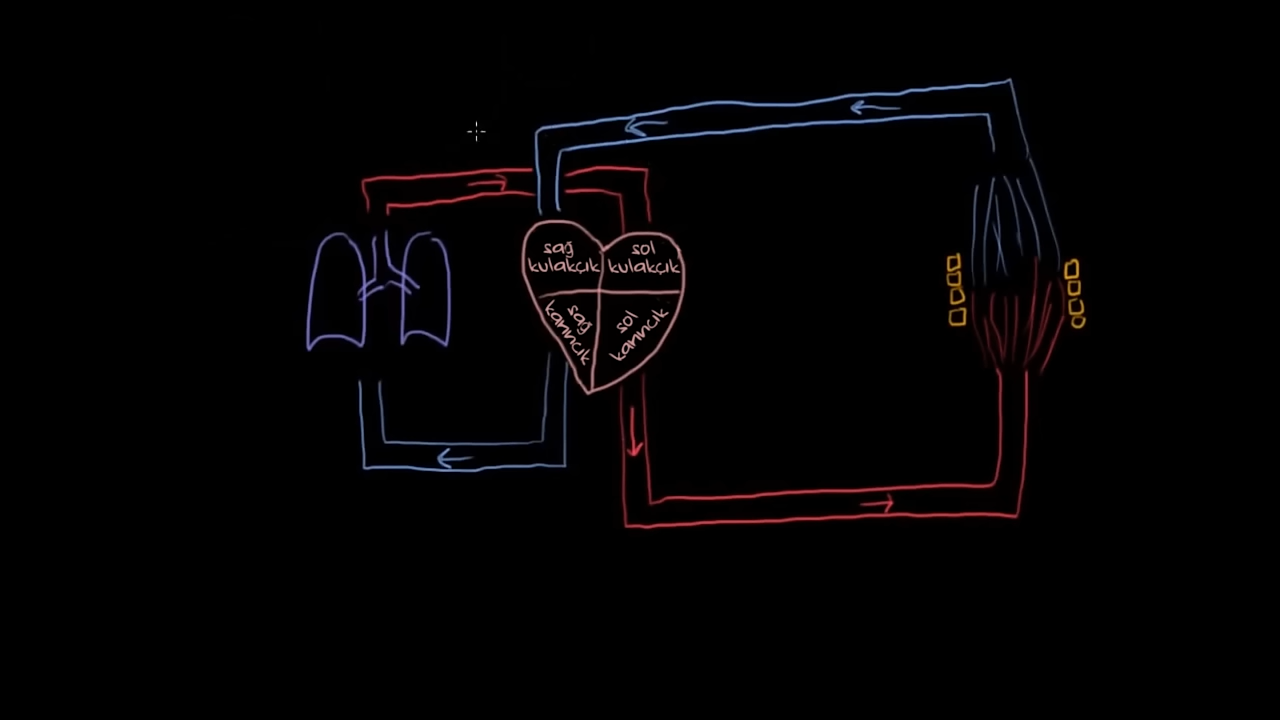 sağ
kulakçık
sol
kulakçık
sağ
karıncık
sol
karıncık